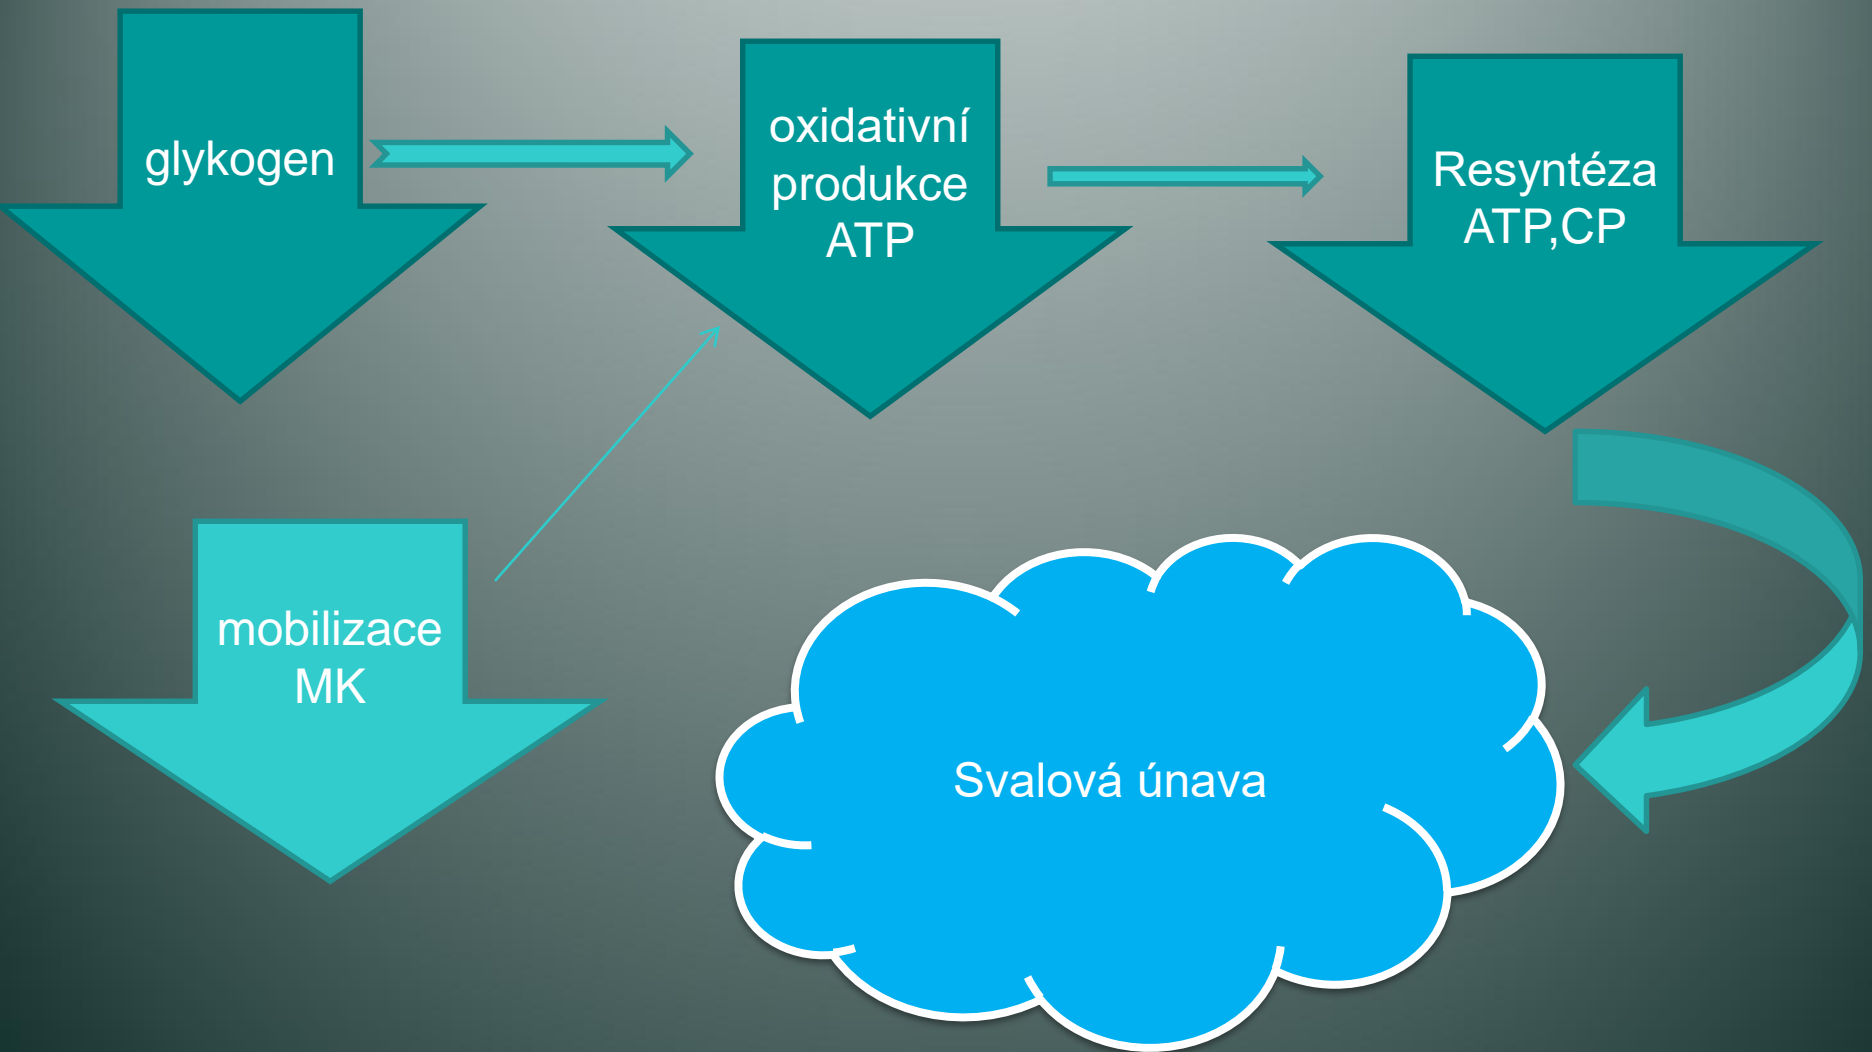 glykogen
oxidativní
produkce
ATP
Resyntéza
ATP,CP
mobilizace
MK
Svalová únava